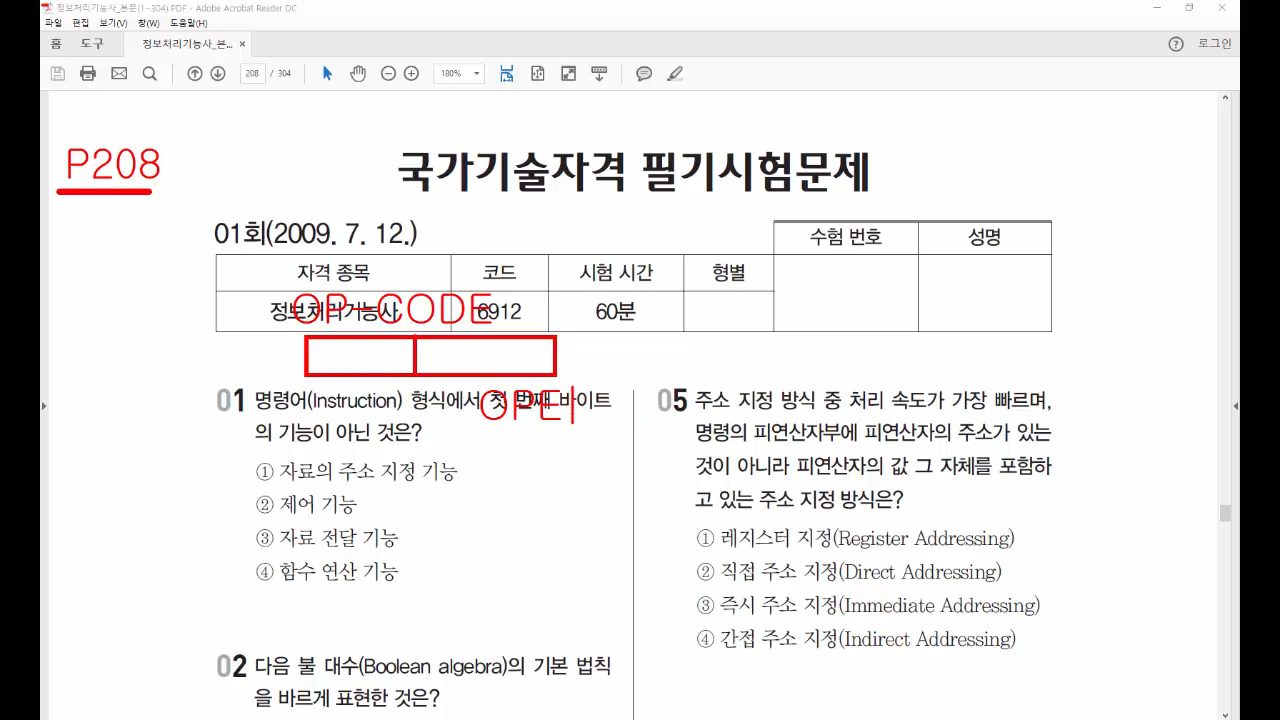 정보처리기능사_본문(1-304).PDF - Adobe Acrobat Reader DC
파일 편집 보기(V) 창(W) 도움말(H)
홈 도구 정보처리기능사_본... × 로그인
208 / 304 180%
P208
국가기술자격 필기시험문제
01회(2009. 7. 12.)
수험 번호 성명
자격 종목 코드 시험 시간 형별
정보처리기능사 6912 60분
OP-CODE
OPE
01 명령어(Instruction) 형식에서 첫 번째 바이트
의 기능이 아닌 것은?
① 자료의 주소 지정 기능
② 제어 기능
③ 자료 전달 기능
④ 함수 연산 기능
02 다음 불 대수(Boolean algebra)의 기본 법칙
을 바르게 표현한 것은?
05 주소 지정 방식 중 처리 속도가 가장 빠르며,
명령의 피연산자부에 피연산자의 주소가 있는
것이 아니라 피연산자의 값 그 자체를 포함하
고 있는 주소 지정 방식은?
① 레지스터 지정(Register Addressing)
② 직접 주소 지정(Direct Addressing)
③ 즉시 주소 지정(Immediate Addressing)
④ 간접 주소 지정(Indirect Addressing)